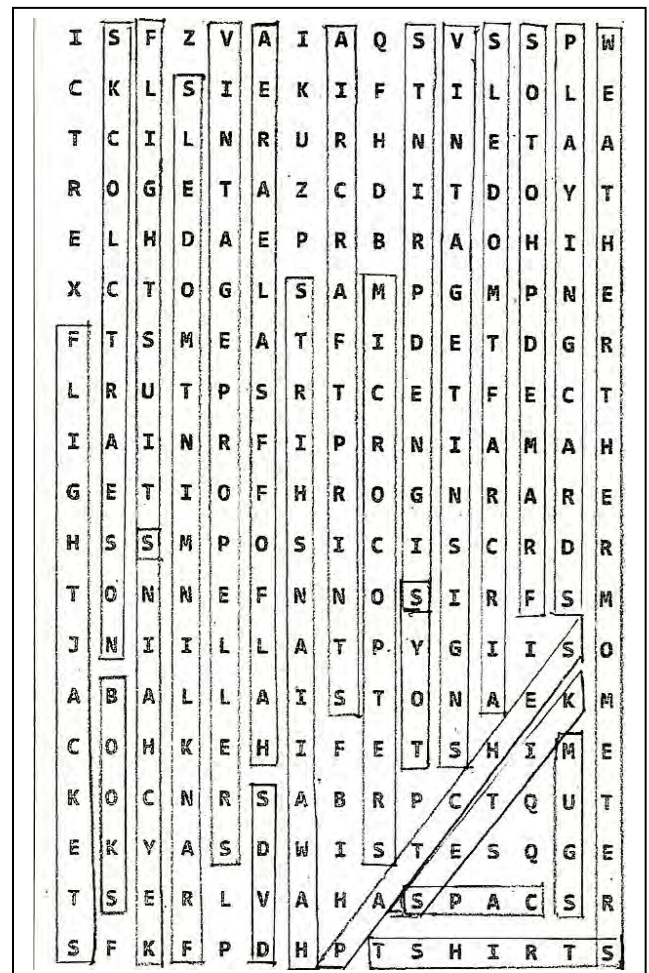 I S F Z V A I A Q S V S S P W
C K L S I E K I F T I L O L E
T C I L N R U R H N N E T A A
R O G E T A Z C D I T D O Y T
E L H D A E P R B R A O H I H
X C T O G L S A M P G M P N E
F T S M E A T F I D E T D G R
L R U T P S R T C E T F E C T
I A I N R F I P R N I A M A H
G E T I O F H R O G N R A R E
H S S M P O S I C I S C R D R
T O N N E F N N O S I R F S M
J N I I L L A T P Y G I I S O
A B A L L A I S T O N A E K M
C O H K E H I F E T S H I M E
K O C N R S A B R P C T Q U T
E K Y A S D W I S T E S Q G E
T S E R L V A H A S P A C S R
S F K F P D H P T S H I R T S